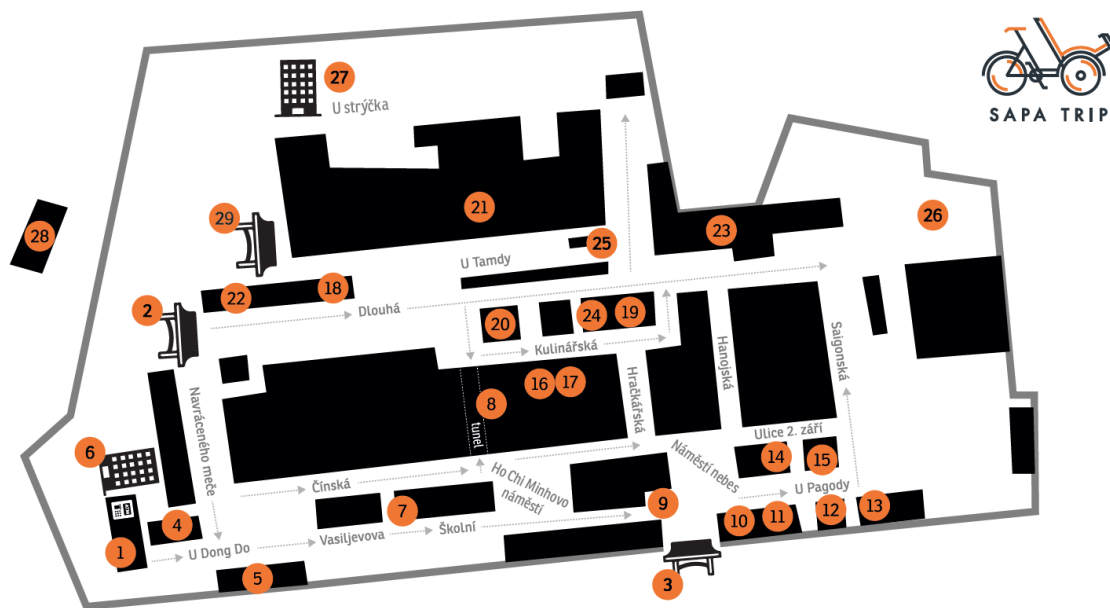 27
U strýčka
SAPA TRIP
29
21
25
23
26
28
U Tamdy
22
18
2
Dlouhá
20
24
19
Kulinářská
16
17
8
tunel
Hračkářská
Hanojská
Saigonská
Navráceného meče
6
Ulice 2. září
14
15
Náměstí nebes
U Pagody
Čínská
Ho Chi Minhovo
náměstí
7
9
10
11
12
13
4
1
U Dong Do
Vasiljevova
Školní
5
3